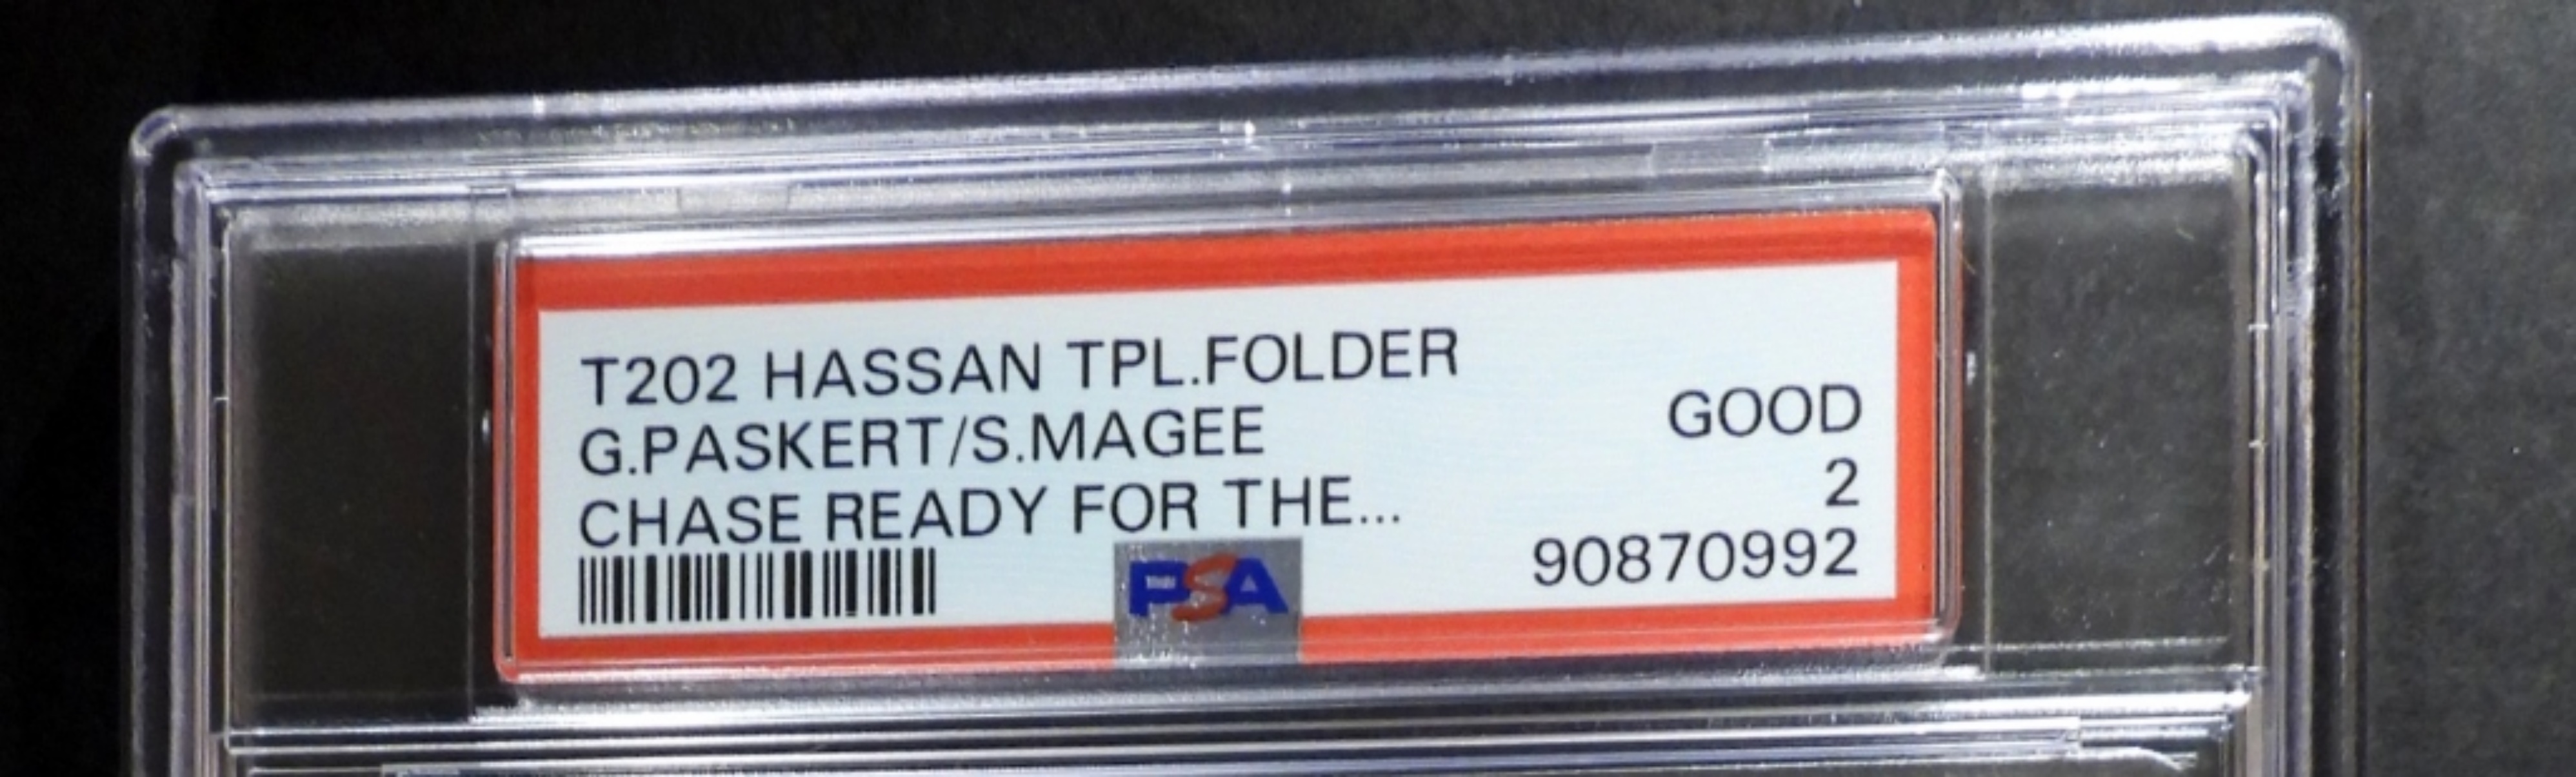 T202 HASSAN TPL.FOLDER
G.PASKERT/S.MAGEE
CHASE READY FOR THE...
GOOD
2
90870992
PSA